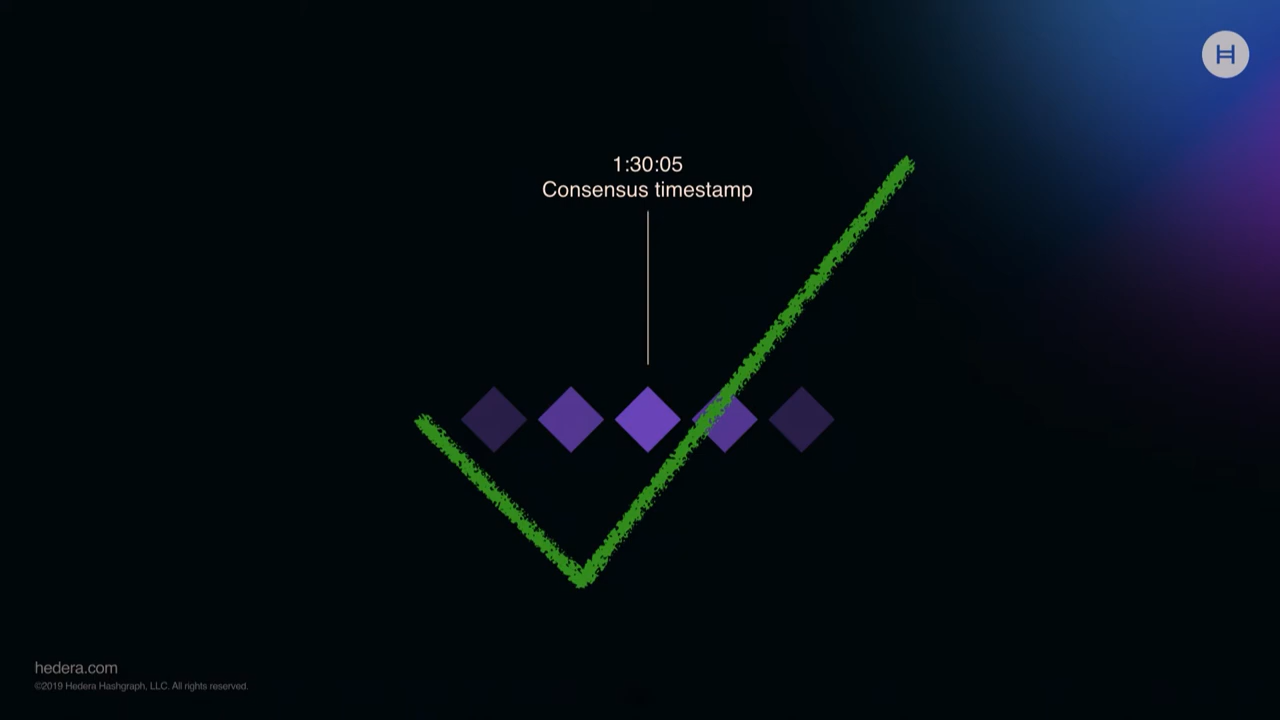 1:30:05
Consensus timestamp
hedera.com
©2019 Hedera Hashgraph, LLC. All rights reserved.